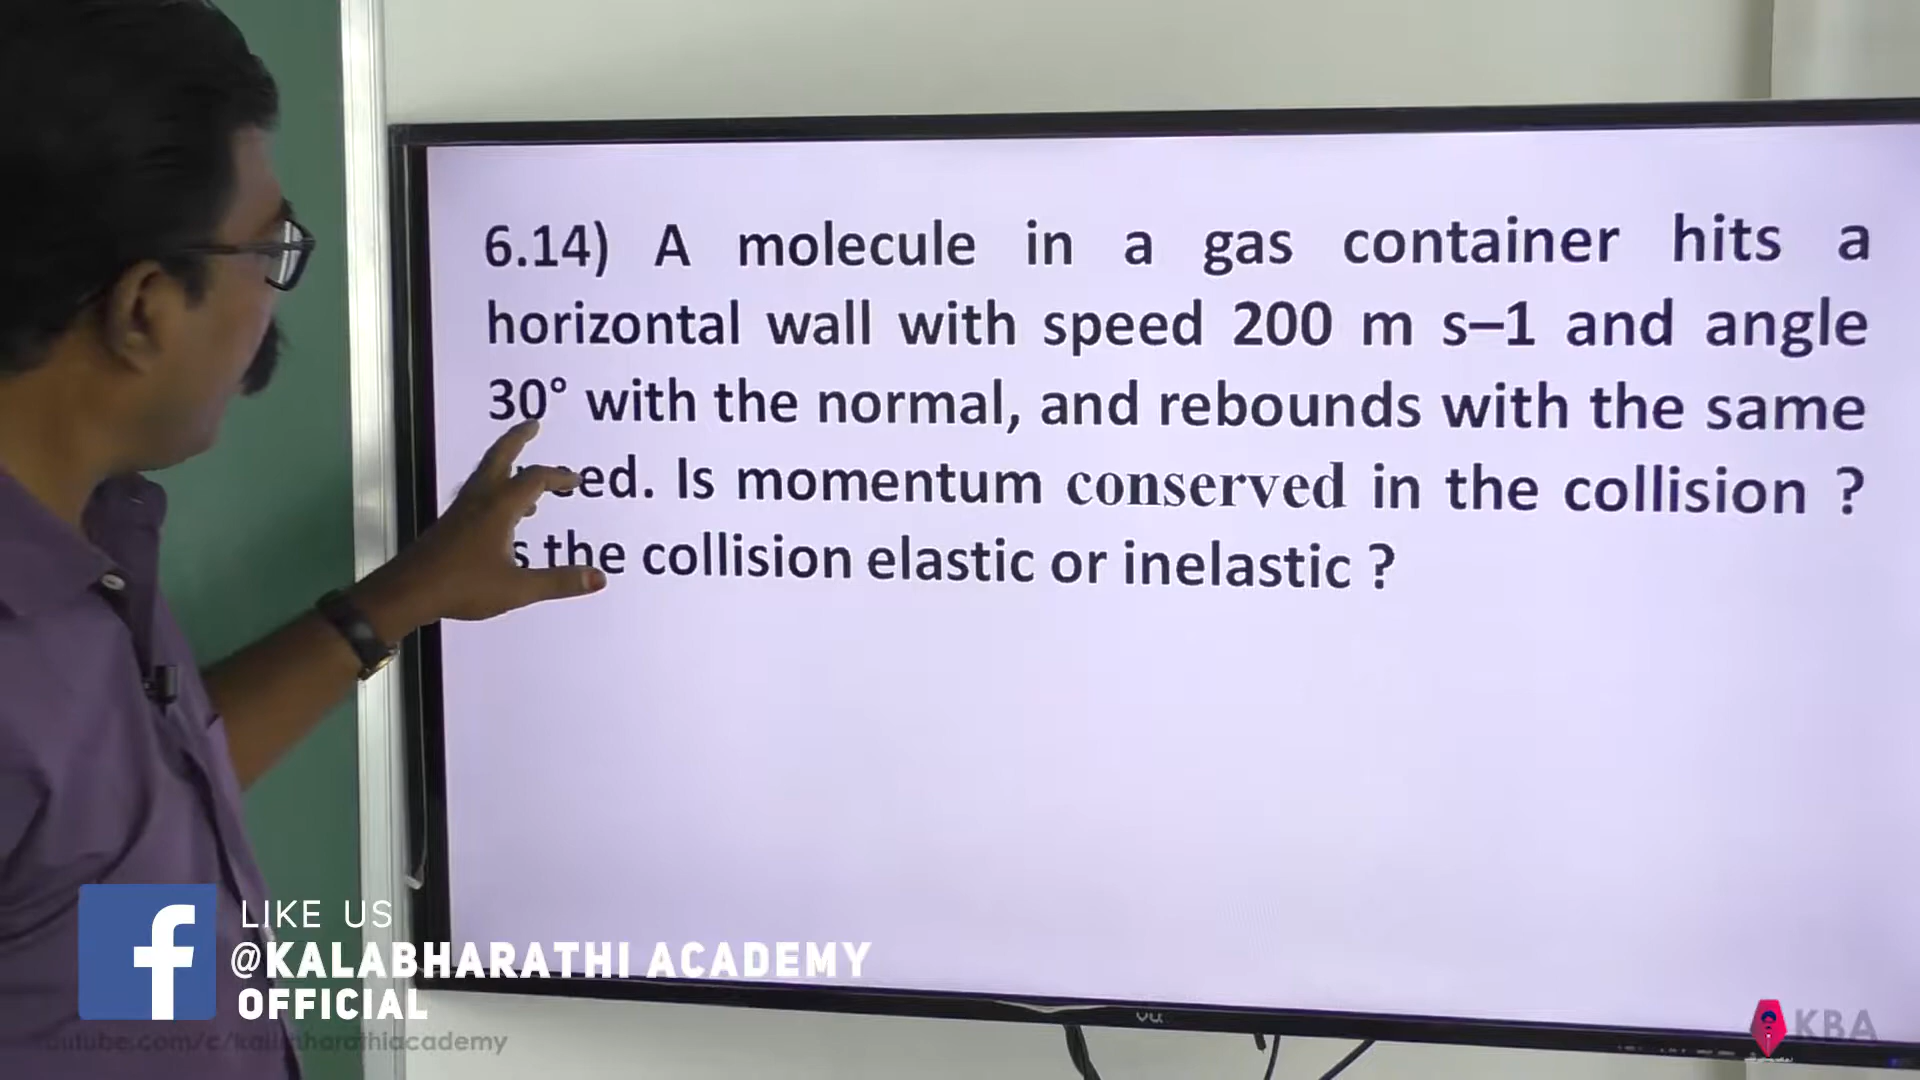 6.14) A molecule in a gas container hits a
horizontal wall with speed 200 m s–1 and angle
30° with the normal, and rebounds with the same
Is momentum conserved in the collision ?
the collision elastic or inelastic ?
LIKE US
@KALABHARATHI ACADEMY
OFFICIAL
VU
KBA